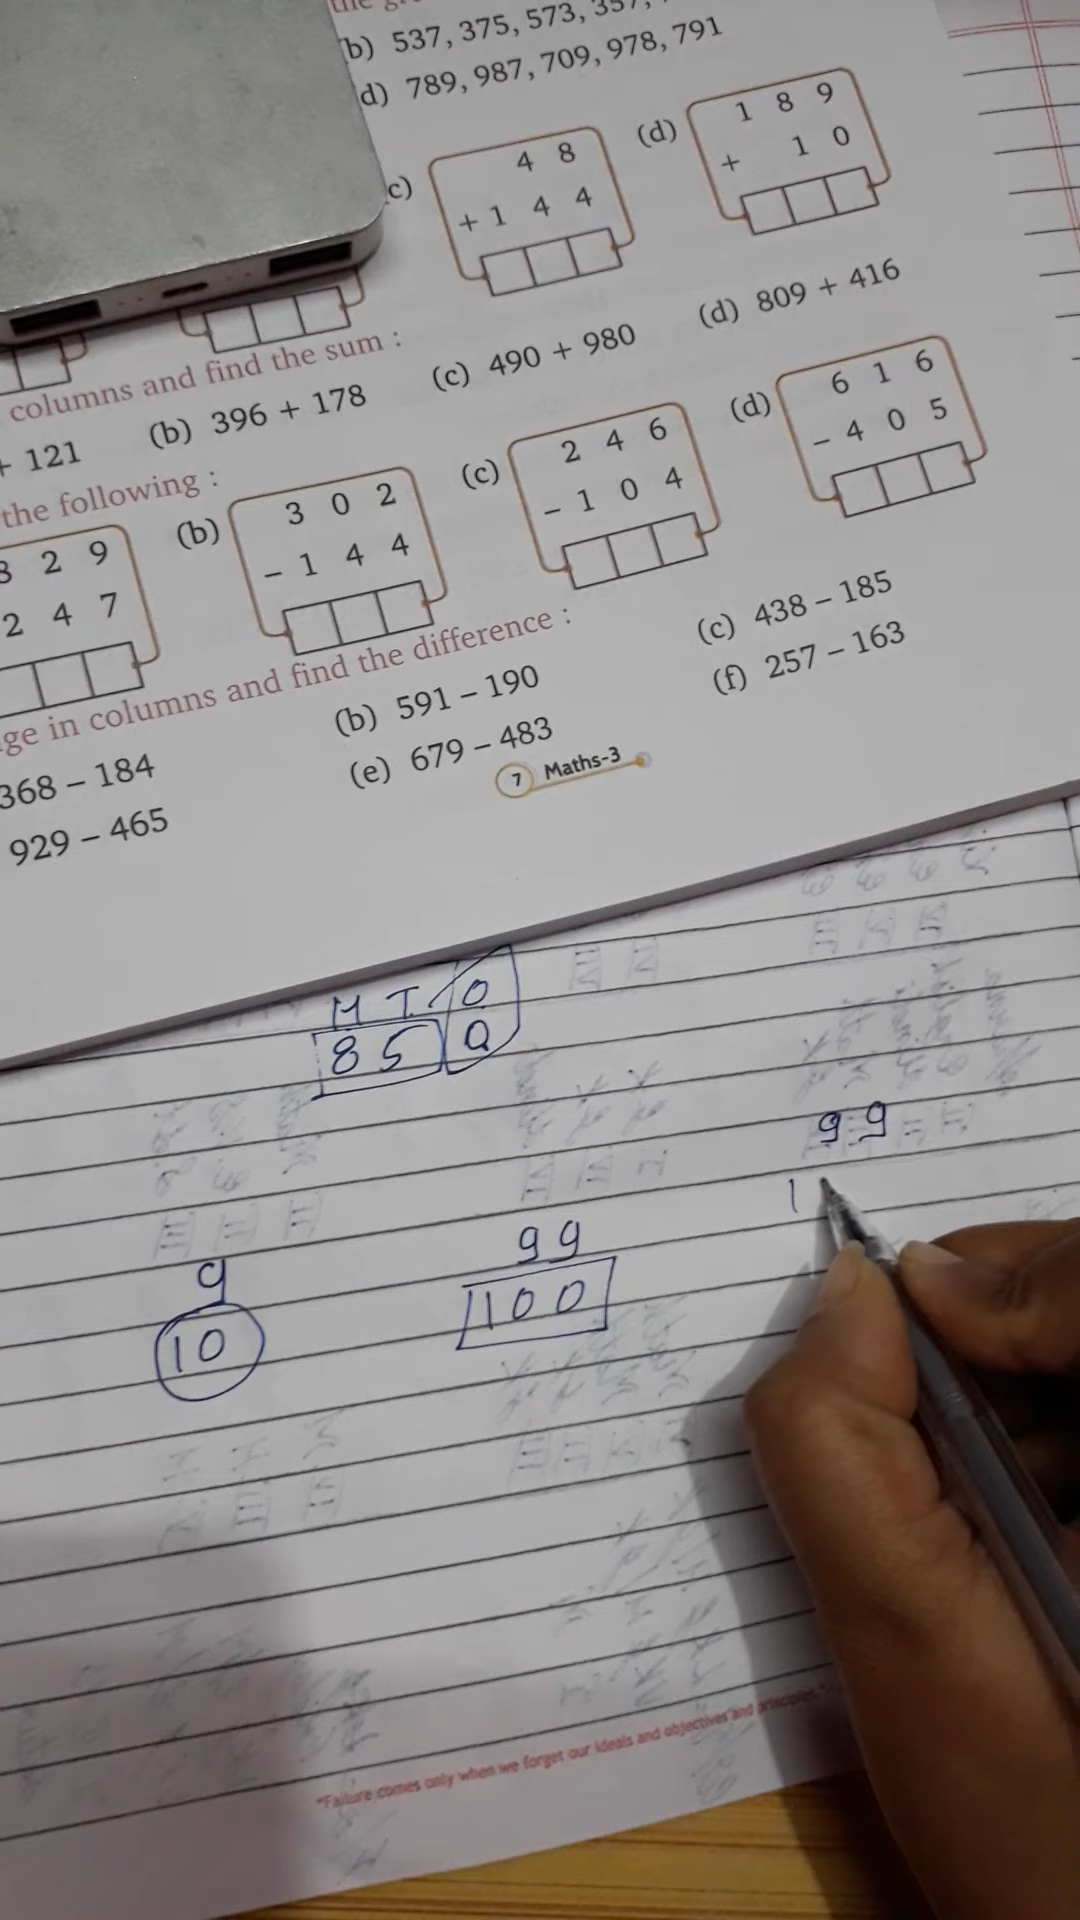 b) 537, 375, 573, 357,
d) 789, 987, 709, 978, 791
c) 4 8
+ 1 4 4
(d) 1 8 9
+ 1 0
columns and find the sum :
+ 121 (b) 396 + 178 (c) 490 + 980 (d) 809 + 416
the following :
3 2 9
2 4 7
(b) 3 0 2
- 1 4 4
(c) 2 4 6
- 1 0 4
(d) 6 1 6
- 4 0 5
ge in columns and find the difference :
368 – 184 (b) 591 – 190 (c) 438 – 185
929 – 465 (e) 679 – 483 (f) 257 – 163
7 Maths-3
H T O
8 5 0
9
10
99
100
99
1
"Failure comes only when we forget our ideals and objectives and principles."